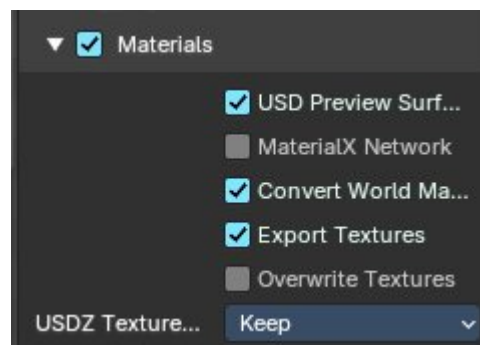 Materials
USD Preview Surf...
MaterialX Network
Convert World Ma...
Export Textures
Overwrite Textures
USDZ Texture... Keep